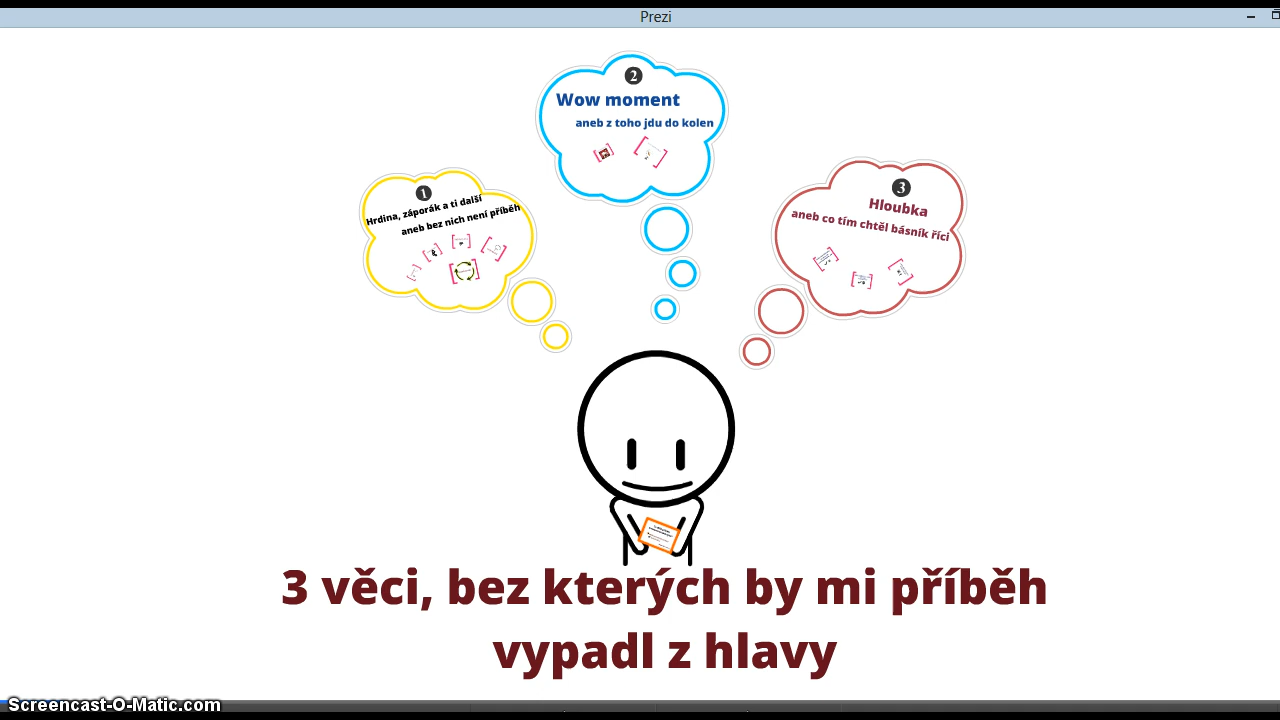 Prezi
2
Wow moment
aneb z toho jdu do kolen
1
Hrdina, záporák a ti další
aneb bez nich není příběh
3
Hloubka
aneb co tím chtěl básník říci
3 věci, bez kterých by mi příběh
vypadl z hlavy
Screencast-O-Matic.com